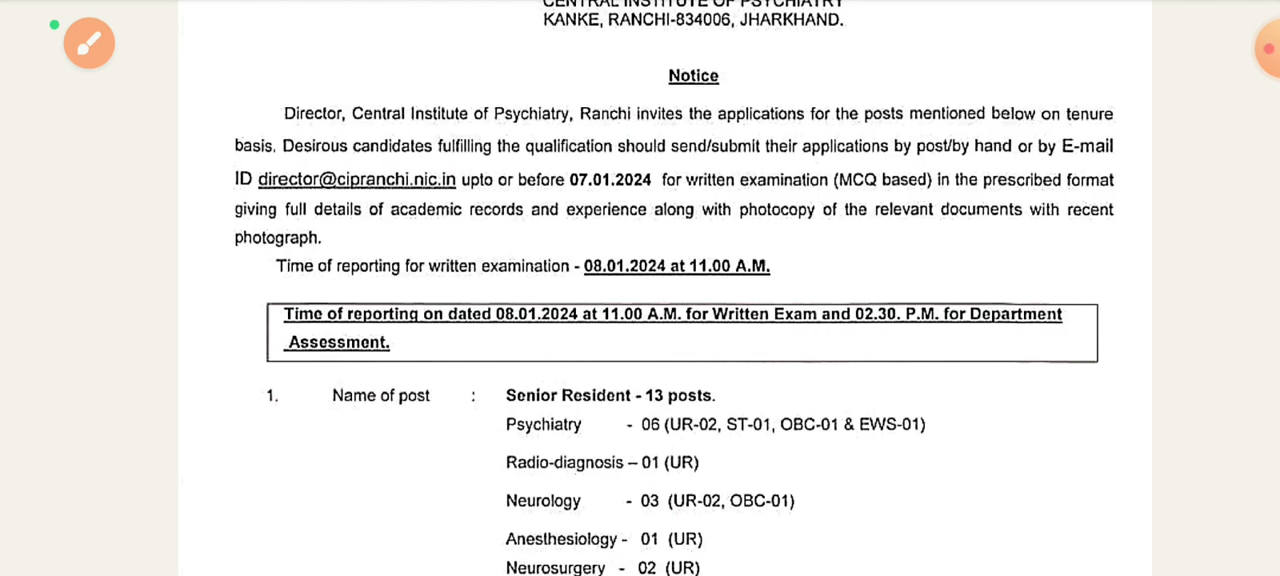 CENTRAL INSTITUTE OF PSYCHIATRY
KANKE, RANCHI-834006, JHARKHAND.
Notice
Director, Central Institute of Psychiatry, Ranchi invites the applications for the posts mentioned below on tenure
basis. Desirous candidates fulfilling the qualification should send/submit their applications by post/by hand or by E-mail
ID director@cipranchi.nic.in upto or before 07.01.2024 for written examination (MCQ based) in the prescribed format
giving full details of academic records and experience along with photocopy of the relevant documents with recent
photograph.
Time of reporting for written examination - 08.01.2024 at 11.00 A.M.
Time of reporting on dated 08.01.2024 at 11.00 A.M. for Written Exam and 02.30. P.M. for Department
Assessment.
1. Name of post : Senior Resident - 13 posts.
Psychiatry - 06 (UR-02, ST-01, OBC-01 & EWS-01)
Radio-diagnosis – 01 (UR)
Neurology - 03 (UR-02, OBC-01)
Anesthesiology - 01 (UR)
Neurosurgery - 02 (UR)